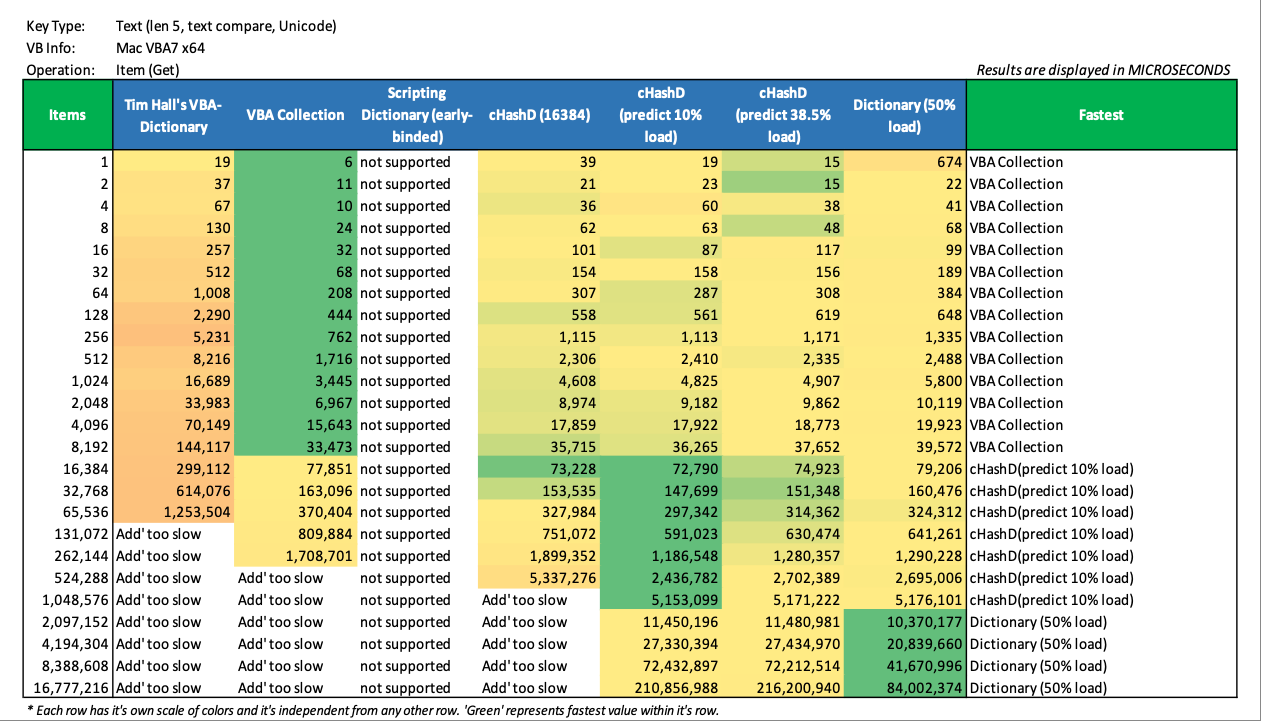 Key Type: Text (len 5, text compare, Unicode)
VB Info: Mac VBA7 x64
Operation: Item (Get) Results are displayed in MICROSECONDS
Items Tim Hall's VBA-Dictionary VBA Collection Scripting Dictionary (early-binded) cHashD (16384) cHashD (predict 10% load) cHashD (predict 38.5% load) Dictionary (50% load) Fastest
1 19 6 not supported 39 19 15 674 VBA Collection
2 37 11 not supported 21 23 15 22 VBA Collection
4 67 10 not supported 36 60 38 41 VBA Collection
8 130 24 not supported 62 63 48 68 VBA Collection
16 257 32 not supported 101 87 117 99 VBA Collection
32 512 68 not supported 154 158 156 189 VBA Collection
64 1,008 208 not supported 307 287 308 384 VBA Collection
128 2,290 444 not supported 558 561 619 648 VBA Collection
256 5,231 762 not supported 1,115 1,113 1,171 1,335 VBA Collection
512 8,216 1,716 not supported 2,306 2,410 2,335 2,488 VBA Collection
1,024 16,689 3,445 not supported 4,608 4,825 4,907 5,800 VBA Collection
2,048 33,983 6,967 not supported 8,974 9,182 9,862 10,119 VBA Collection
4,096 70,149 15,643 not supported 17,859 17,922 18,773 19,923 VBA Collection
8,192 144,117 33,473 not supported 35,715 36,265 37,652 39,572 VBA Collection
16,384 299,112 77,851 not supported 73,228 72,790 74,923 79,206 cHashD(predict 10% load)
32,768 614,076 163,096 not supported 153,535 147,699 151,348 160,476 cHashD(predict 10% load)
65,536 1,253,504 370,404 not supported 327,984 297,342 314,362 324,312 cHashD(predict 10% load)
131,072 Add' too slow 809,884 not supported 751,072 591,023 630,474 641,261 cHashD(predict 10% load)
262,144 Add' too slow 1,708,701 not supported 1,899,352 1,186,548 1,280,357 1,290,228 cHashD(predict 10% load)
524,288 Add' too slow Add' too slow not supported 5,337,276 2,436,782 2,702,389 2,695,006 cHashD(predict 10% load)
1,048,576 Add' too slow Add' too slow not supported Add' too slow 5,153,099 5,171,222 5,176,101 cHashD(predict 10% load)
2,097,152 Add' too slow Add' too slow not supported Add' too slow 11,450,196 11,480,981 10,370,177 Dictionary (50% load)
4,194,304 Add' too slow Add' too slow not supported Add' too slow 27,330,394 27,434,970 20,839,660 Dictionary (50% load)
8,388,608 Add' too slow Add' too slow not supported Add' too slow 72,432,897 72,212,514 41,670,996 Dictionary (50% load)
16,777,216 Add' too slow Add' too slow not supported Add' too slow 210,856,988 216,200,940 84,002,374 Dictionary (50% load)
* Each row has it's own scale of colors and it's independent from any other row. 'Green' represents fastest value within it's row.